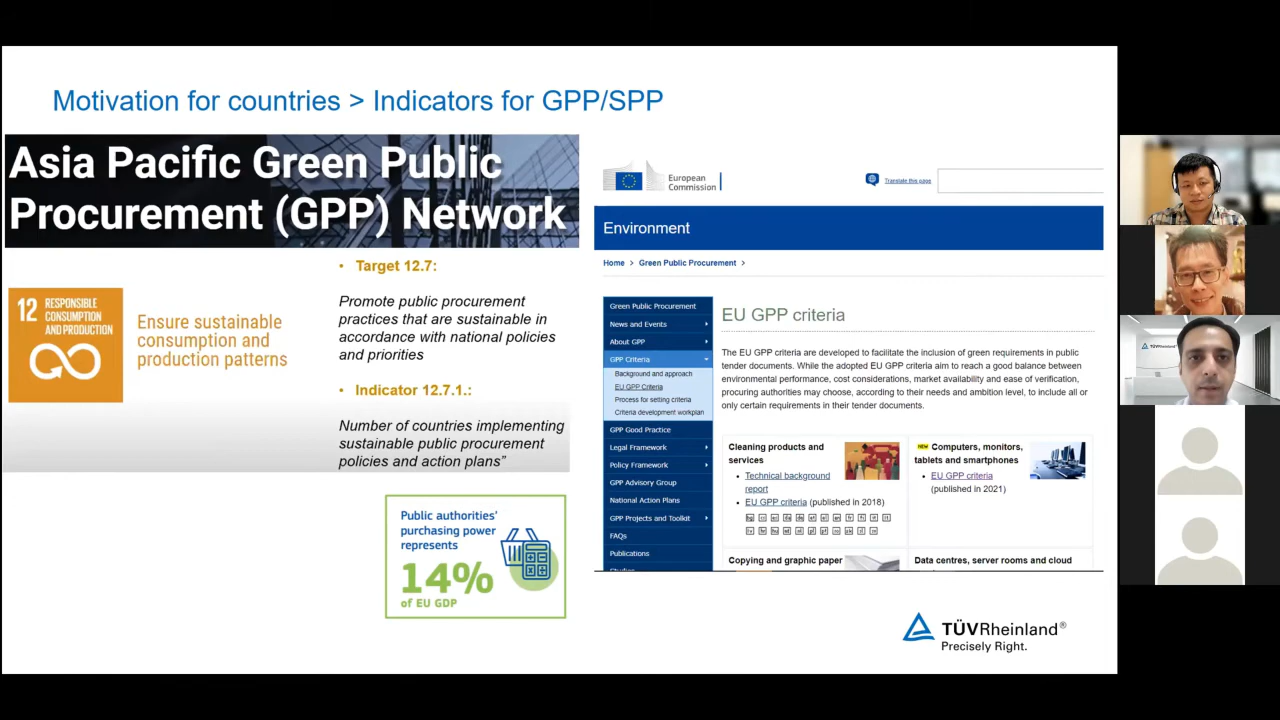 Motivation for countries > Indicators for GPP/SPP
Asia Pacific Green Public
Procurement (GPP) Network
12 RESPONSIBLE
CONSUMPTION
AND PRODUCTION
Ensure sustainable
consumption and
production patterns
• Target 12.7:
Promote public procurement
practices that are sustainable in
accordance with national policies
and priorities
• Indicator 12.7.1.:
Number of countries implementing
sustainable public procurement
policies and action plans”
Public authorities’
purchasing power
represents
14%
of EU GDP
European
Commission
Translate this page
Environment
Home > Green Public Procurement >
Green Public Procurement
News and Events
About GPP
GPP Criteria
Background and approach
EU GPP Criteria
Process for setting criteria
Criteria development workplan
GPP Good Practice
Legal Framework
Policy Framework
GPP Advisory Group
National Action Plans
GPP Projects and Toolkit
FAQs
Publications
Studies
EU GPP criteria
The EU GPP criteria are developed to facilitate the inclusion of green requirements in public
tender documents. While the adopted EU GPP criteria aim to reach a good balance between
environmental performance, cost considerations, market availability and ease of verification,
procuring authorities may choose, according to their needs and ambition level, to include all or
only certain requirements in their tender documents.
Cleaning products and
services
• Technical background
report
• EU GPP criteria (published in 2018)
NEW Computers, monitors,
tablets and smartphones
• EU GPP criteria
(published in 2021)
Copying and graphic paper
Data centres, server rooms and cloud
TÜVRheinland®
Precisely Right.
TÜVRheinland